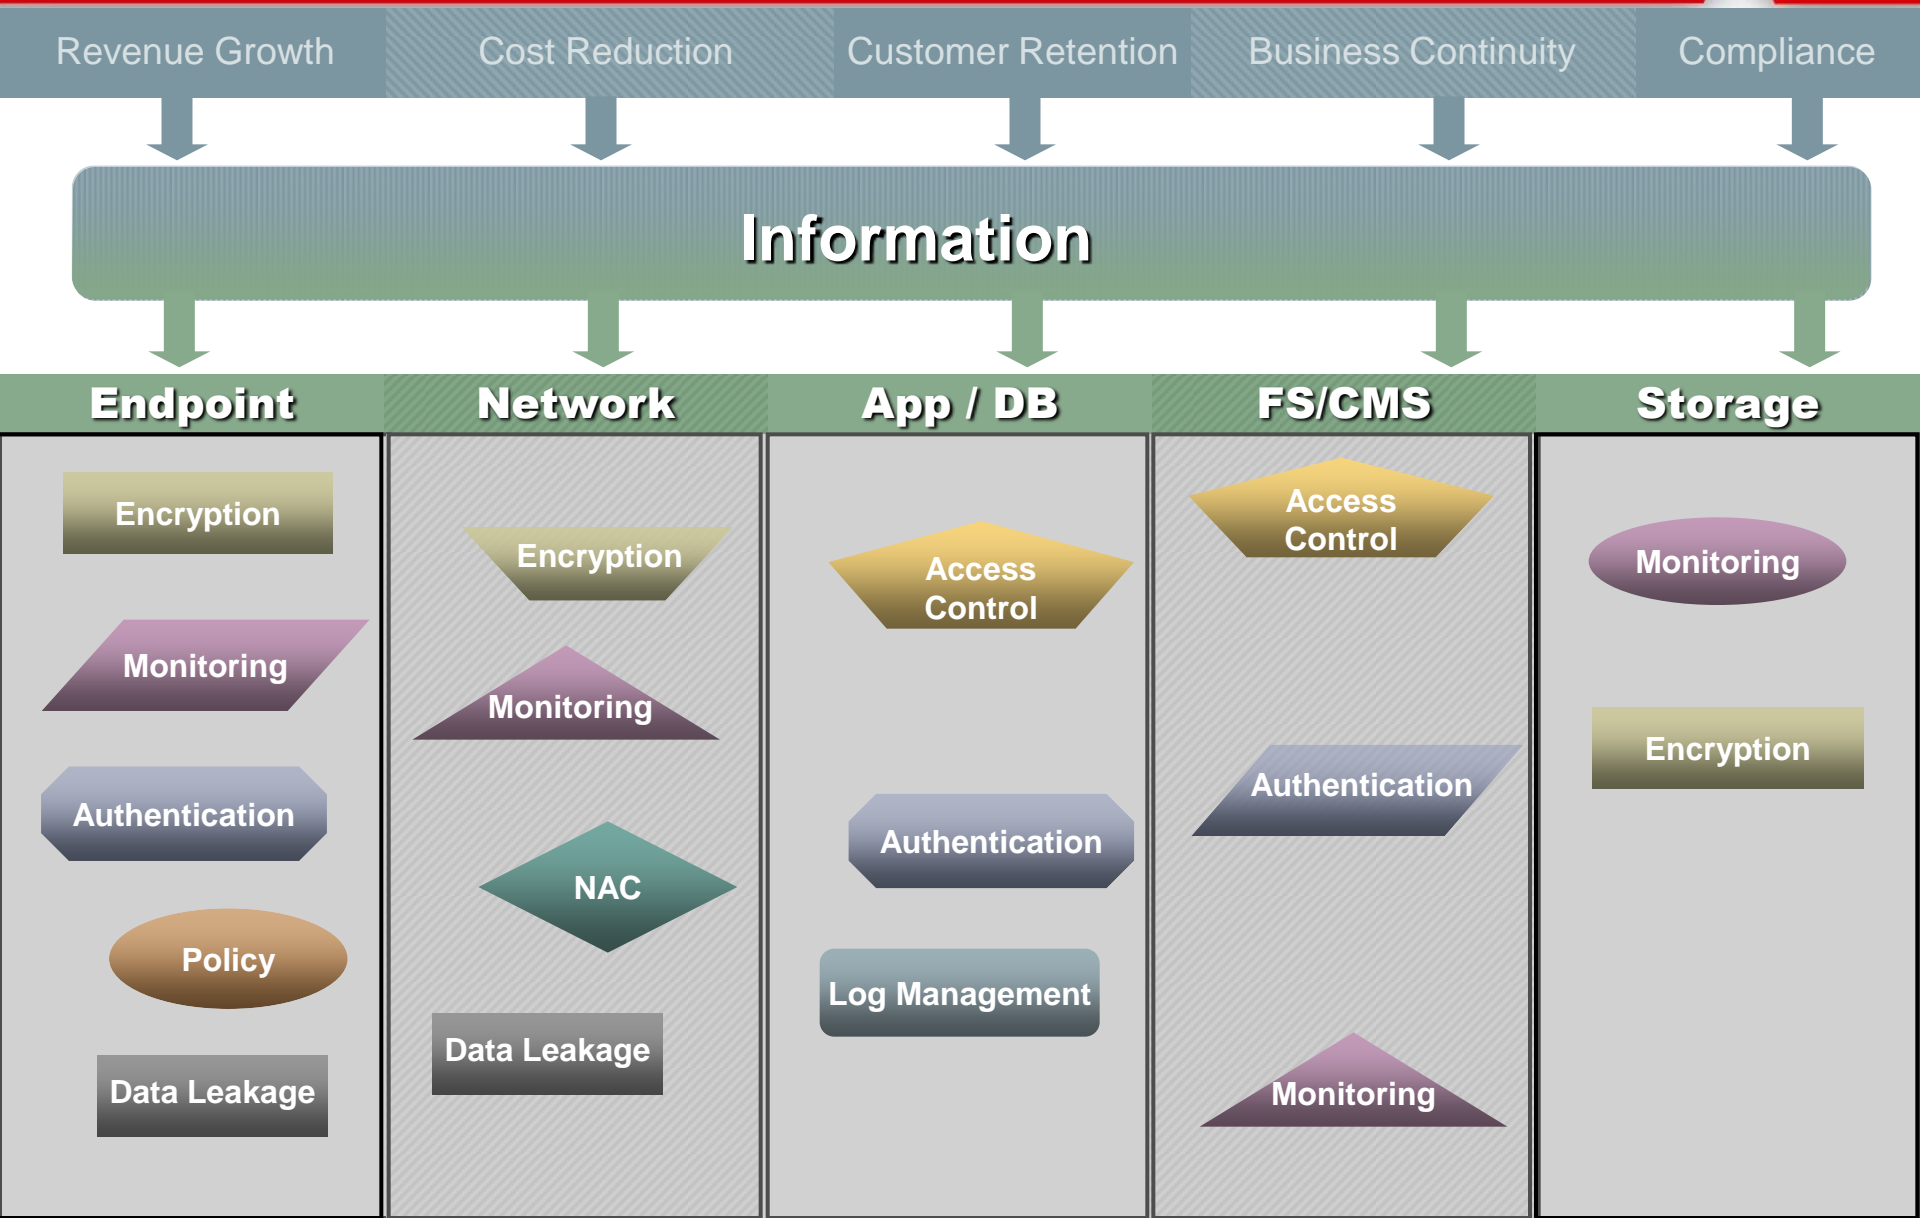 Revenue Growth
Cost Reduction
Customer Retention
Business Continuity
Compliance
Information
Endpoint
Network
App / DB
FS/CMS
Storage
Encryption
Monitoring
Authentication
Policy
Data Leakage
Encryption
Monitoring
NAC
Data Leakage
Access
Control
Authentication
Log Management
Access
Control
Authentication
Monitoring
Monitoring
Encryption